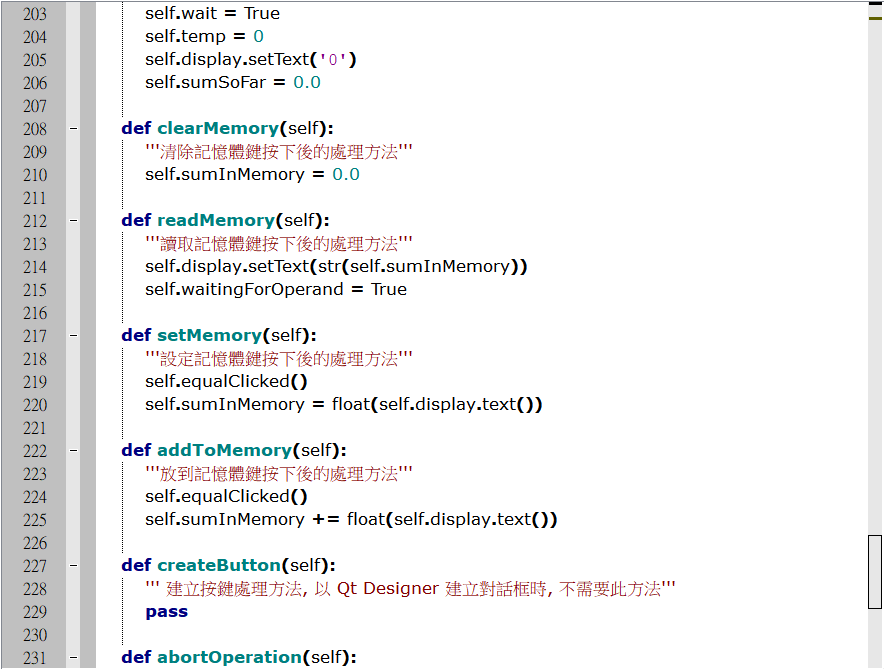 203 self.wait = True
204 self.temp = 0
205 self.display.setText('0')
206 self.sumSoFar = 0.0
207
208 def clearMemory(self):
209 '''清除記憶體鍵按下後的處理方法'''
210 self.sumInMemory = 0.0
211
212 def readMemory(self):
213 '''讀取記憶體鍵按下後的處理方法'''
214 self.display.setText(str(self.sumInMemory))
215 self.waitingForOperand = True
216
217 def setMemory(self):
218 '''設定記憶體鍵按下後的處理方法'''
219 self.equalClicked()
220 self.sumInMemory = float(self.display.text())
221
222 def addToMemory(self):
223 '''放到記憶體鍵按下後的處理方法'''
224 self.equalClicked()
225 self.sumInMemory += float(self.display.text())
226
227 def createButton(self):
228 ''' 建立按鍵處理方法, 以 Qt Designer 建立對話框時, 不需要此方法'''
229 pass
230
231 def abortOperation(self):